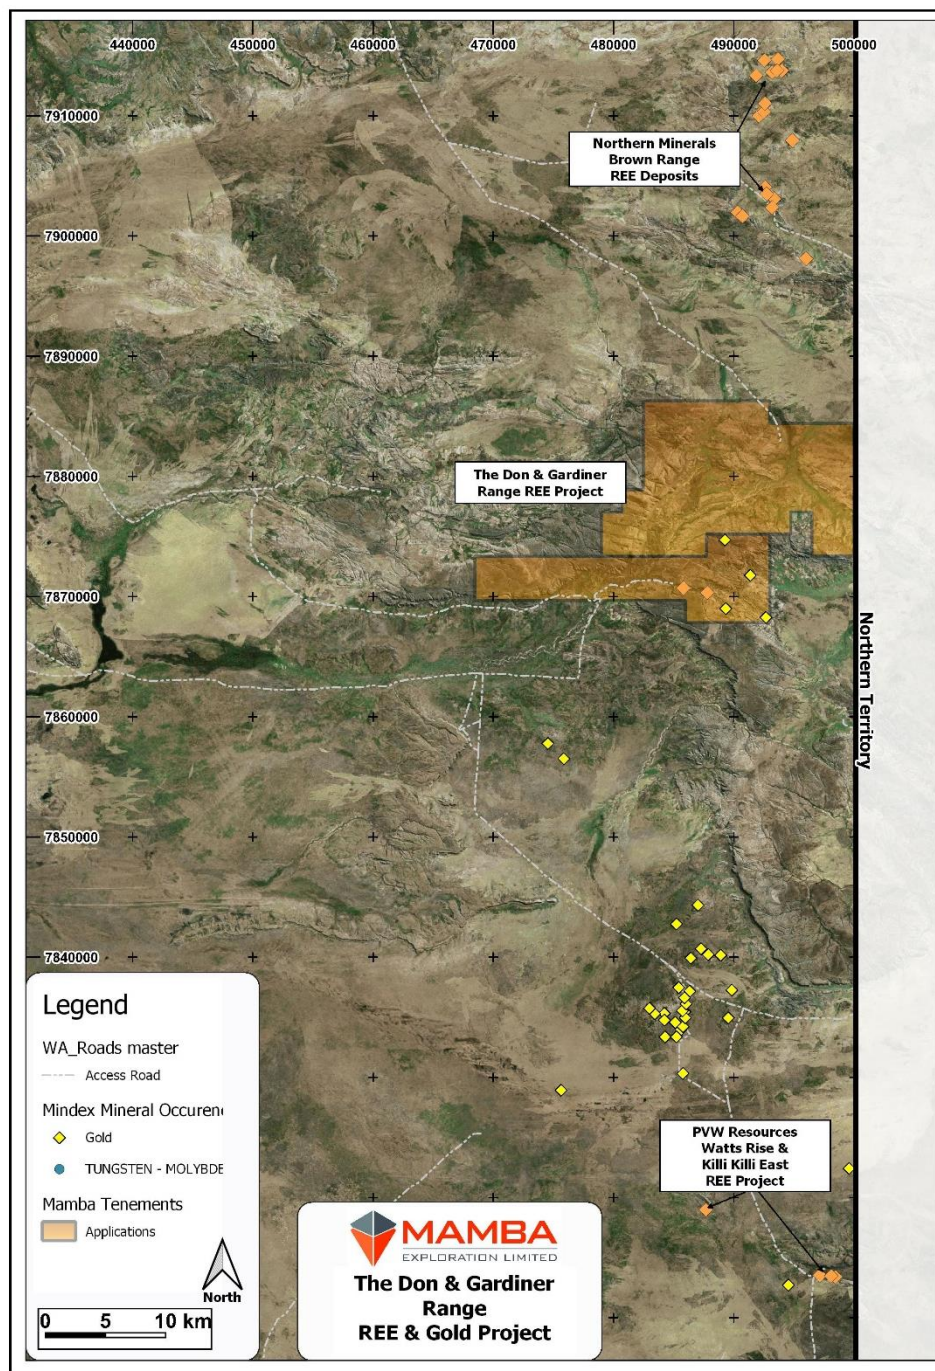 440000 450000 460000 470000 480000 490000 500000
7910000
Northern Minerals
Brown Range
REE Deposits
7900000
7890000
The Don & Gardiner
Range REE Project
7880000
7870000
Northern Territory
7860000
7850000
7840000
Legend
WA_Roads master
Access Road
Mindex Mineral Occuren
Gold
TUNGSTEN - MOLYBDE
Mamba Tenements
Applications
North
0 5 10 km
PVW Resources
Watts Rise &
Killi Killi East
REE Project
MAMBA
EXPLORATION LIMITED
The Don & Gardiner
Range
REE & Gold Project